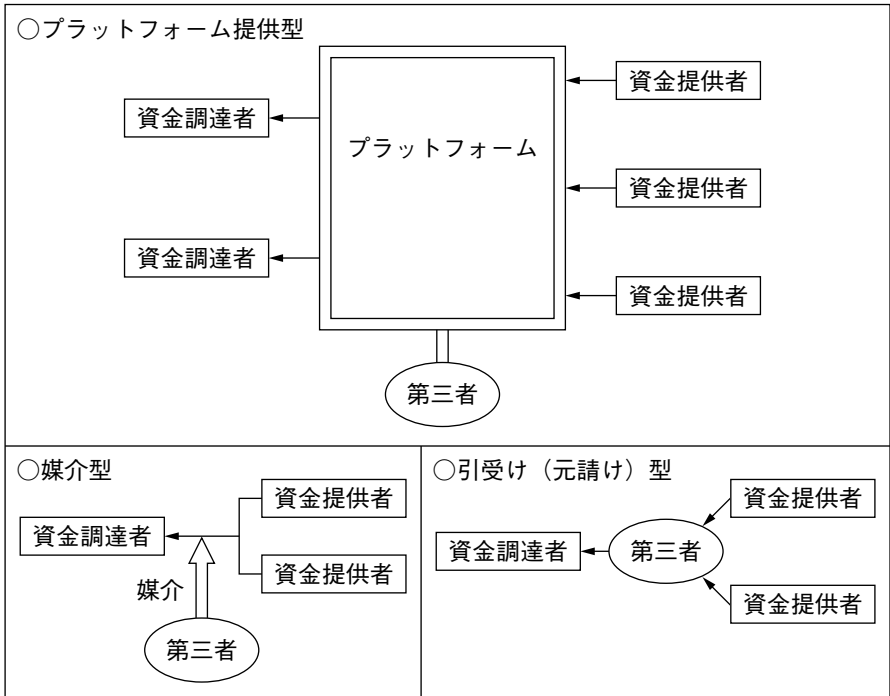 ○プラットフォーム提供型
資金提供者
資金調達者
プラットフォーム
資金提供者
資金調達者
資金提供者
第三者
○媒介型
資金提供者
資金調達者
資金提供者
媒介
第三者
○引受け（元請け）型
資金提供者
資金調達者
第三者
資金提供者